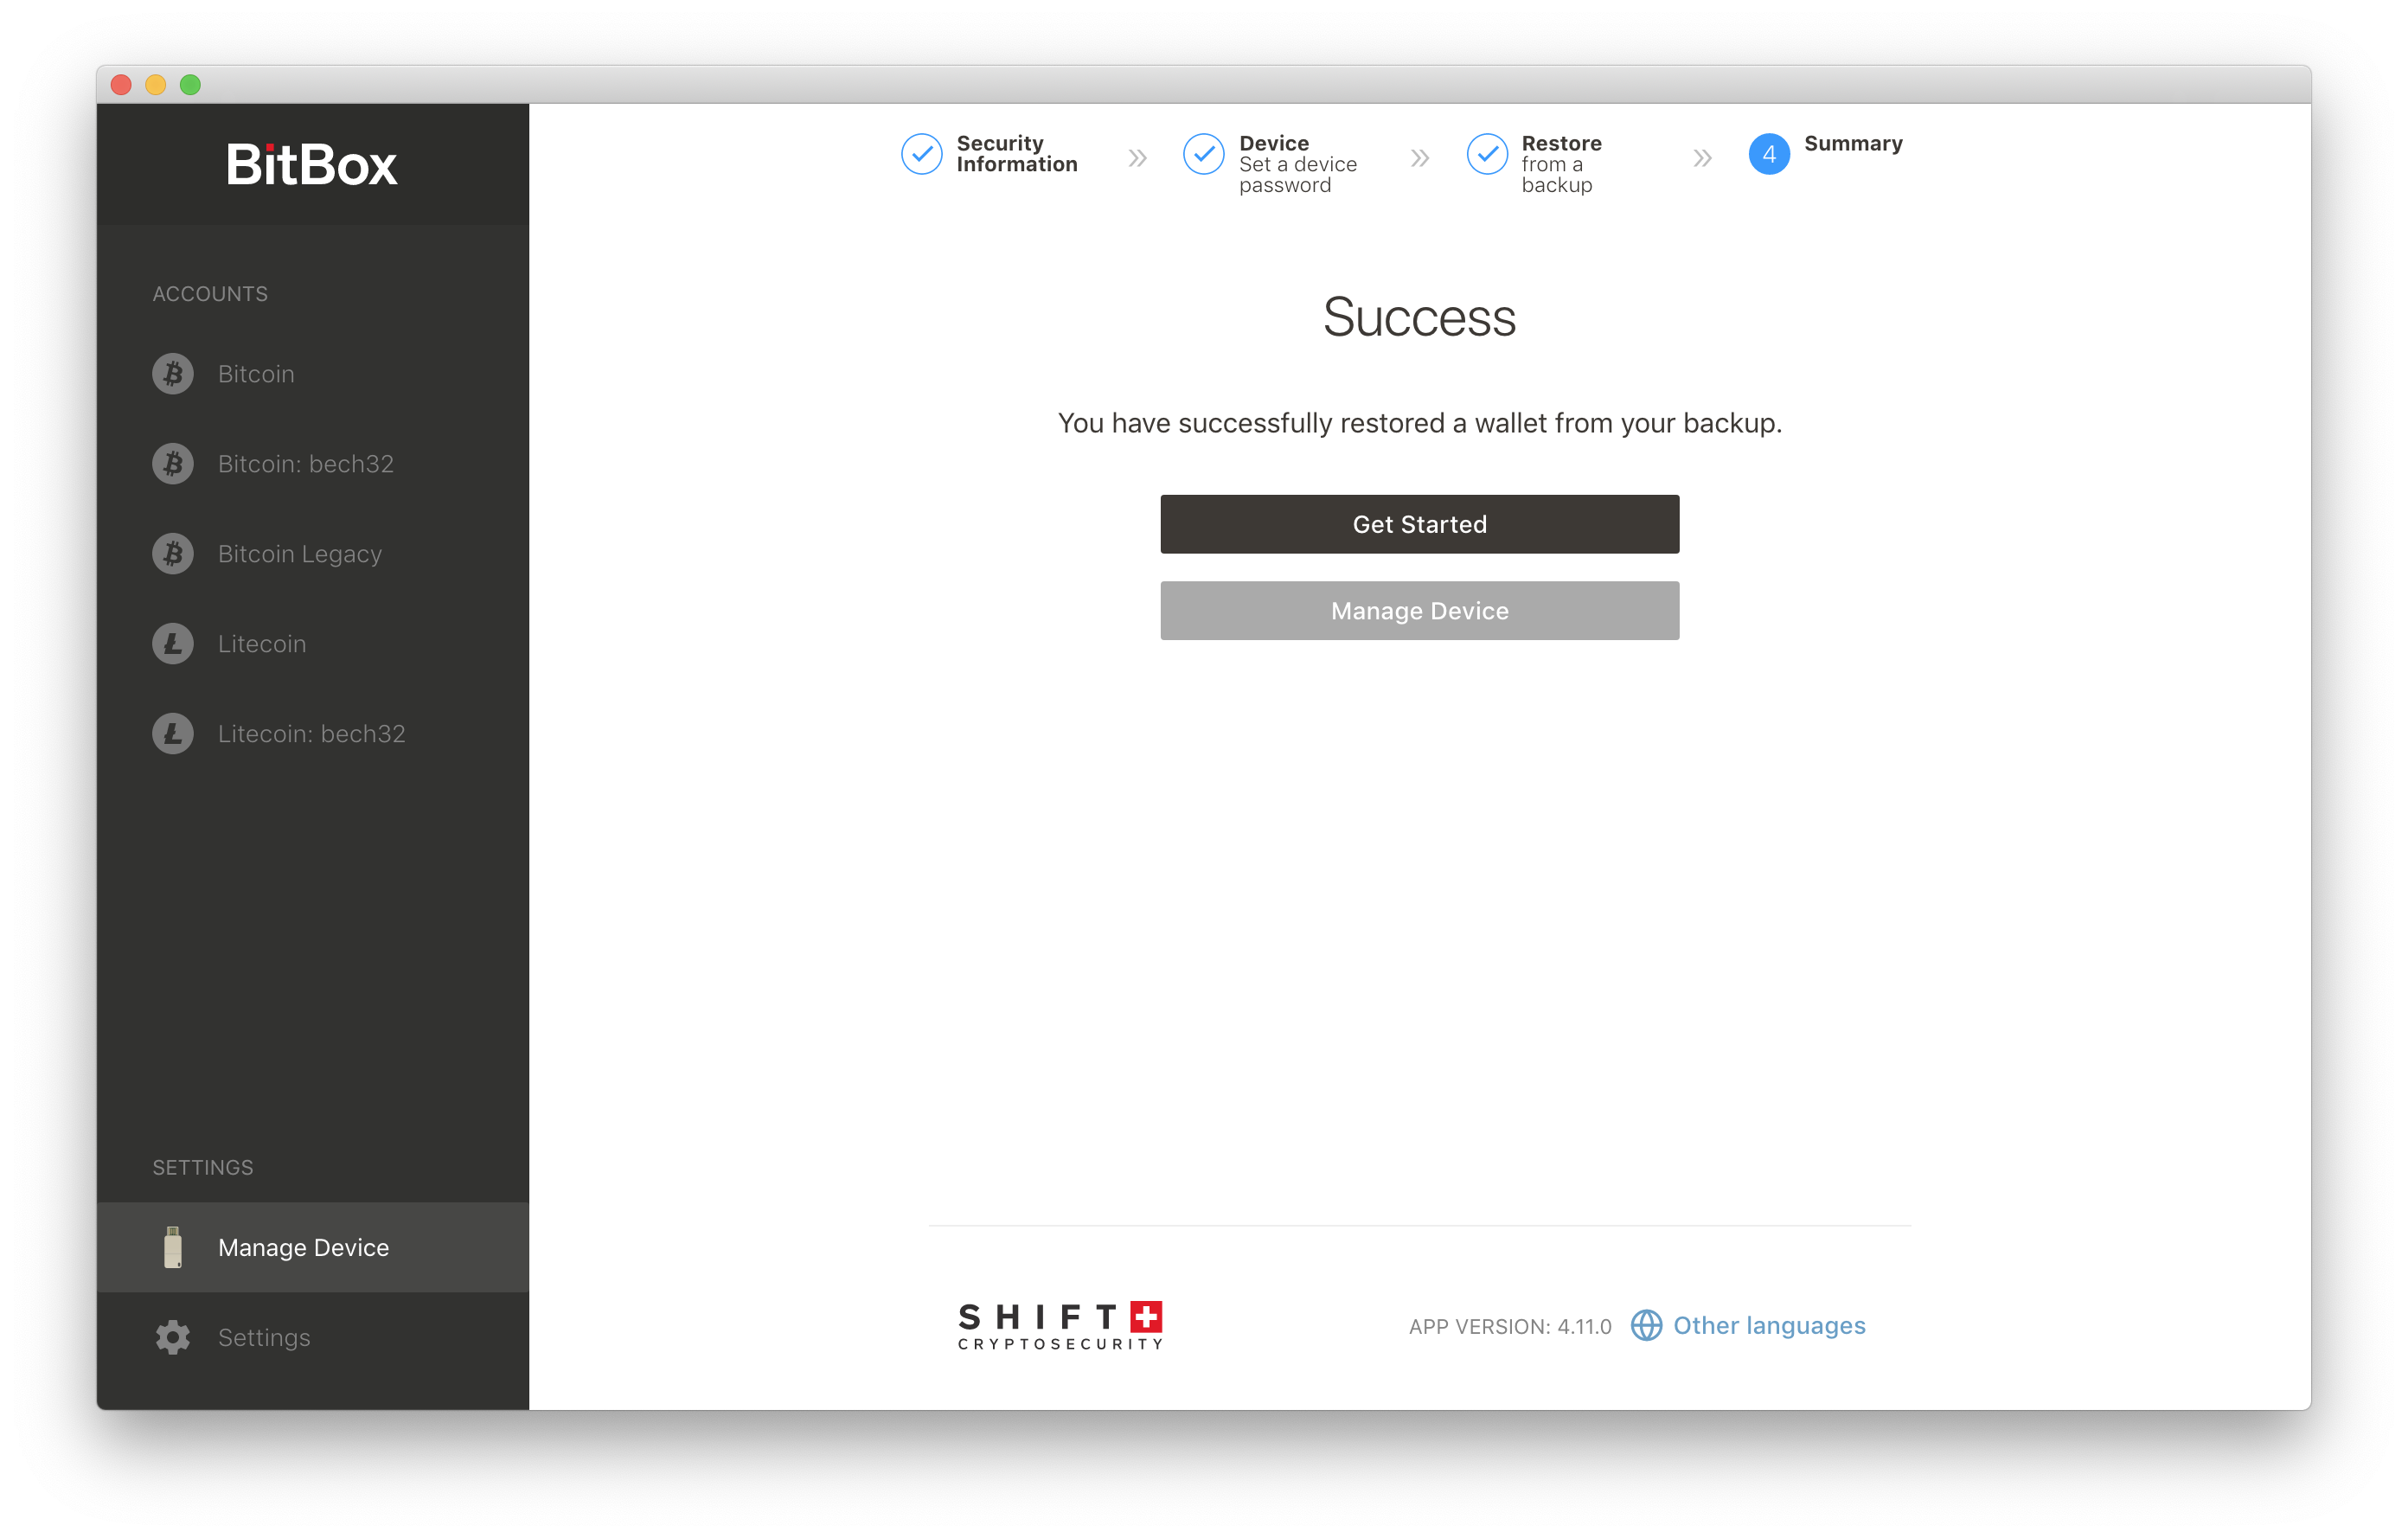 BitBox
ACCOUNTS
Bitcoin
Bitcoin: bech32
Bitcoin Legacy
Litecoin
Litecoin: bech32
SETTINGS
Manage Device
Settings
Security
Information
»
Device
Set a device
password
»
Restore
from a
backup
»
4
Summary
Success
You have successfully restored a wallet from your backup.
Get Started
Manage Device
SHIFT
CRYPTOSECURITY
APP VERSION: 4.11.0
Other languages